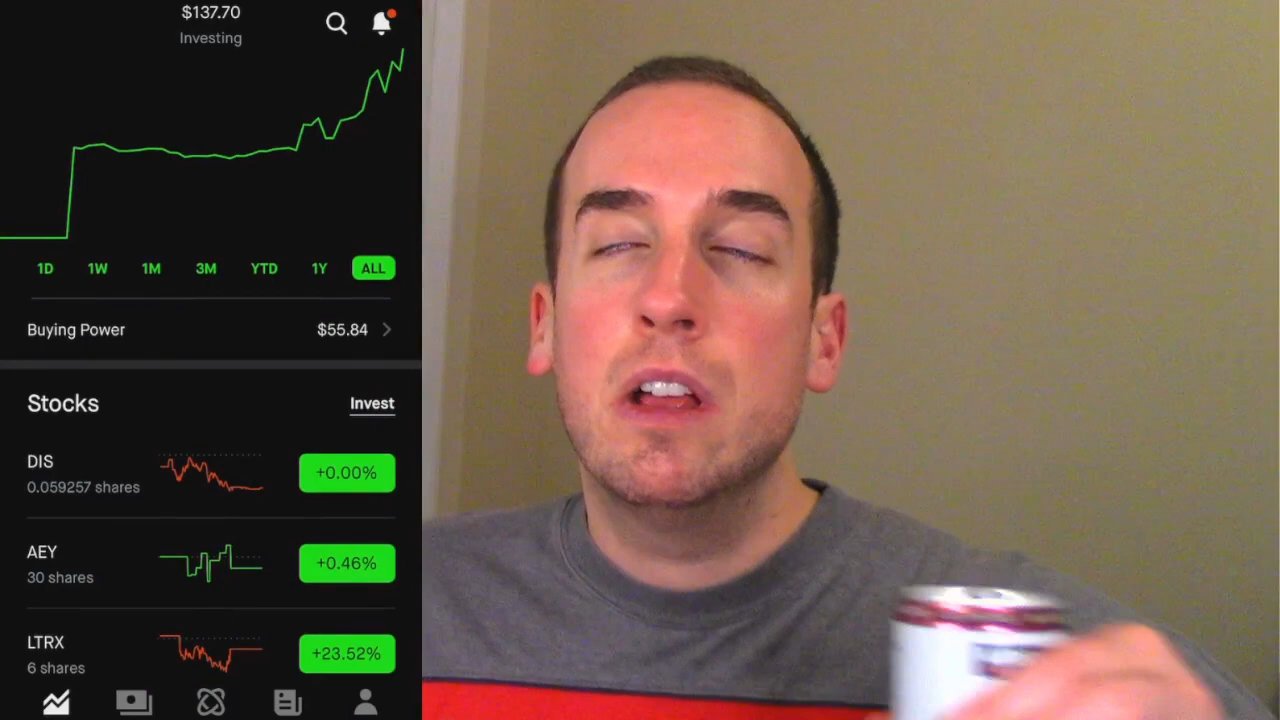 $137.70
Investing
1D 1W 1M 3M YTD 1Y ALL
Buying Power $55.84
Stocks Invest
DIS
0.059257 shares
+0.00%
AEY
30 shares
+0.46%
LTRX
6 shares
+23.52%